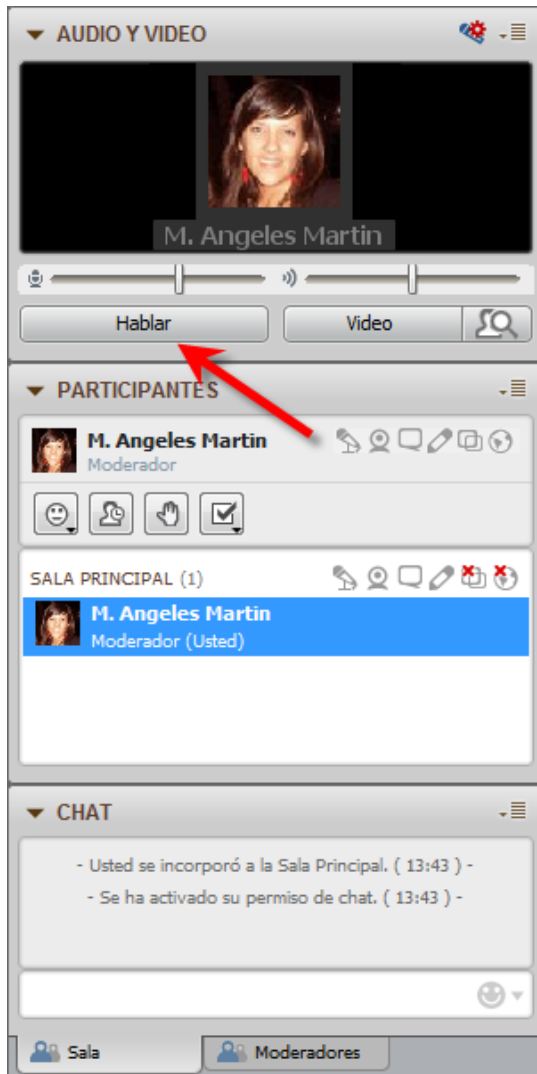 AUDIO Y VIDEO
M. Angeles Martin
Hablar
Video
PARTICIPANTES
M. Angeles Martin
Moderador
SALA PRINCIPAL (1)
M. Angeles Martin
Moderador (Usted)
CHAT
- Usted se incorporó a la Sala Principal. ( 13:43 ) -
- Se ha activado su permiso de chat. ( 13:43 ) -
Sala
Moderadores